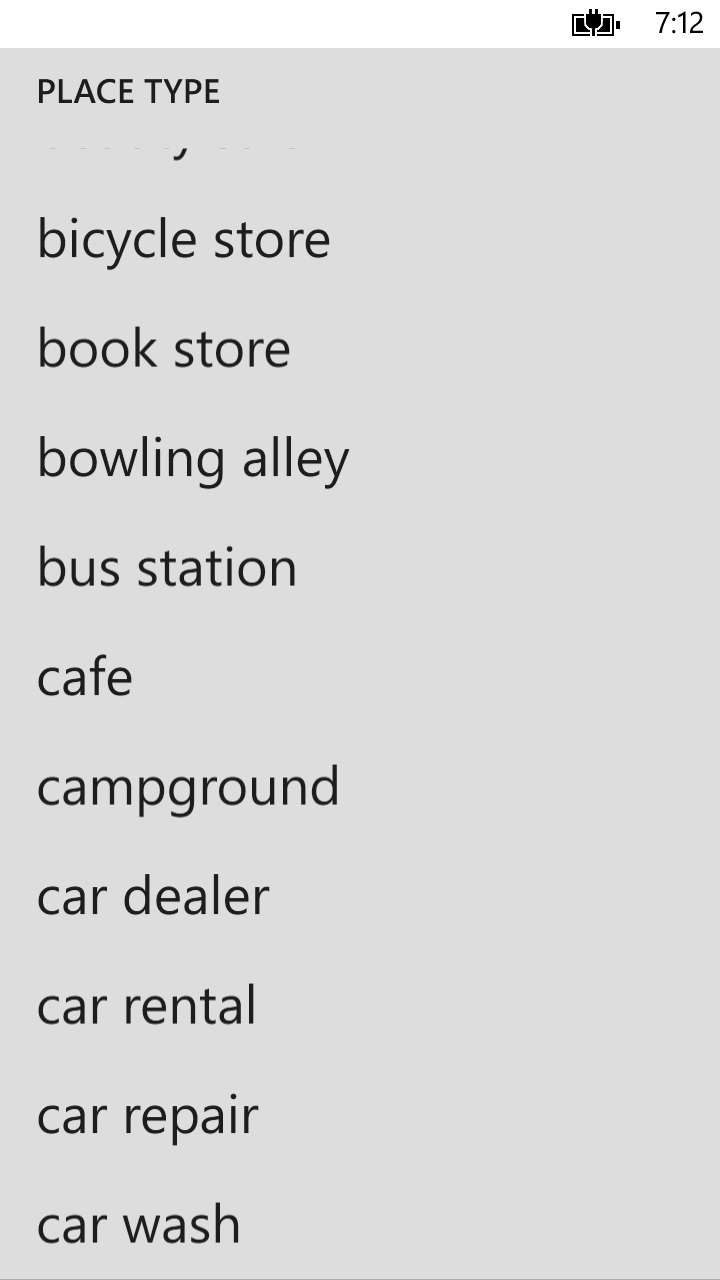 7:12
PLACE TYPE
bicycle store
book store
bowling alley
bus station
cafe
campground
car dealer
car rental
car repair
car wash